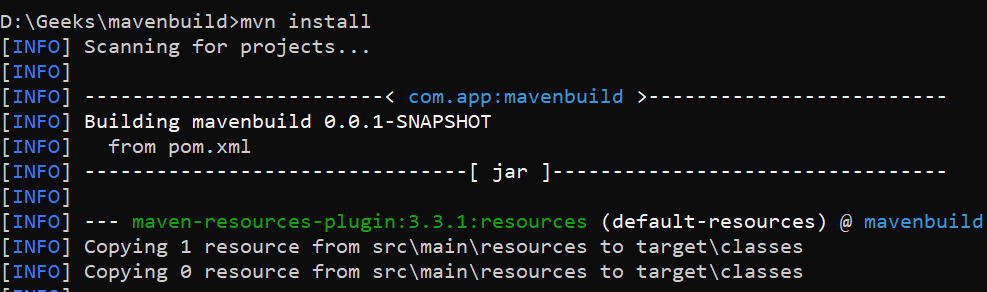 D:\Geeks\mavenbuild>mvn install
[INFO] Scanning for projects...
[INFO]
[INFO] -------------------------< com.app:mavenbuild >-------------------------
[INFO] Building mavenbuild 0.0.1-SNAPSHOT
[INFO]   from pom.xml
[INFO] --------------------------------[ jar ]---------------------------------
[INFO]
[INFO] --- maven-resources-plugin:3.3.1:resources (default-resources) @ mavenbuild
[INFO] Copying 1 resource from src\main\resources to target\classes
[INFO] Copying 0 resource from src\main\resources to target\classes